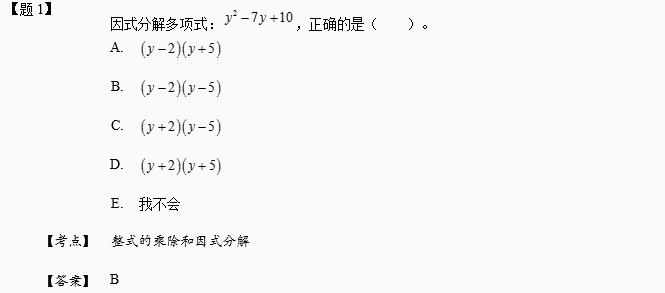 【题1】
因式分解多项式：y² − 7y + 10，正确的是（　　）。
A. (y − 2)(y + 5)
B. (y − 2)(y − 5)
C. (y + 2)(y − 5)
D. (y + 2)(y + 5)
E. 我不会
【考点】 整式的乘除和因式分解
【答案】 B